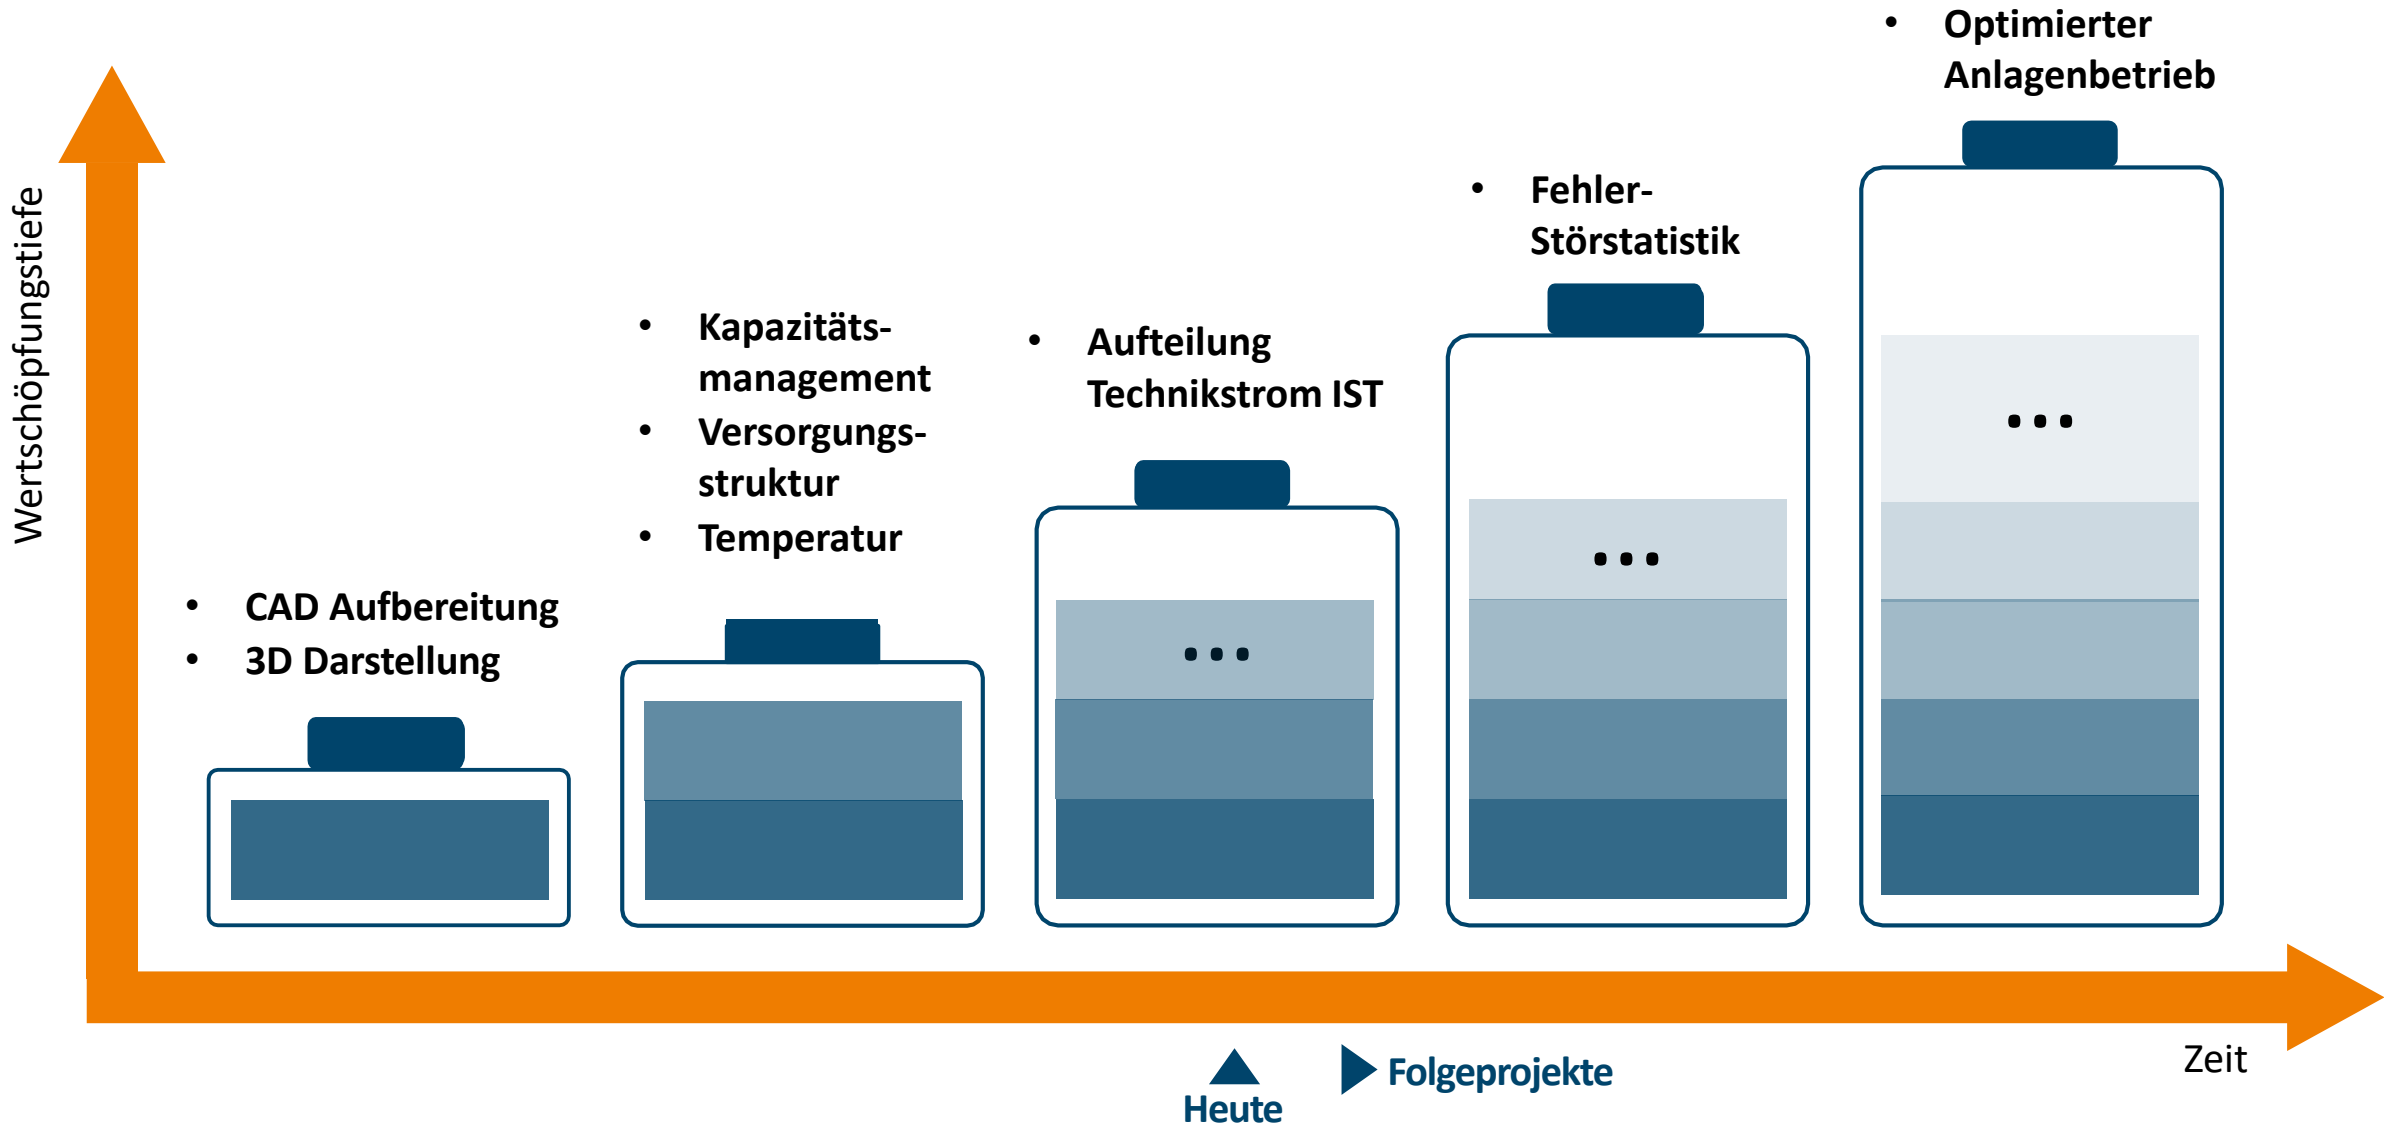 Wertschöpfungstiefe
• CAD Aufbereitung
• 3D Darstellung
• Kapazitäts-
management
• Versorgungs-
struktur
• Temperatur
• Aufteilung
Technikstrom IST
...
• Fehler-
Störstatistik
...
• Optimierter
Anlagenbetrieb
...
Zeit
Heute
Folgeprojekte